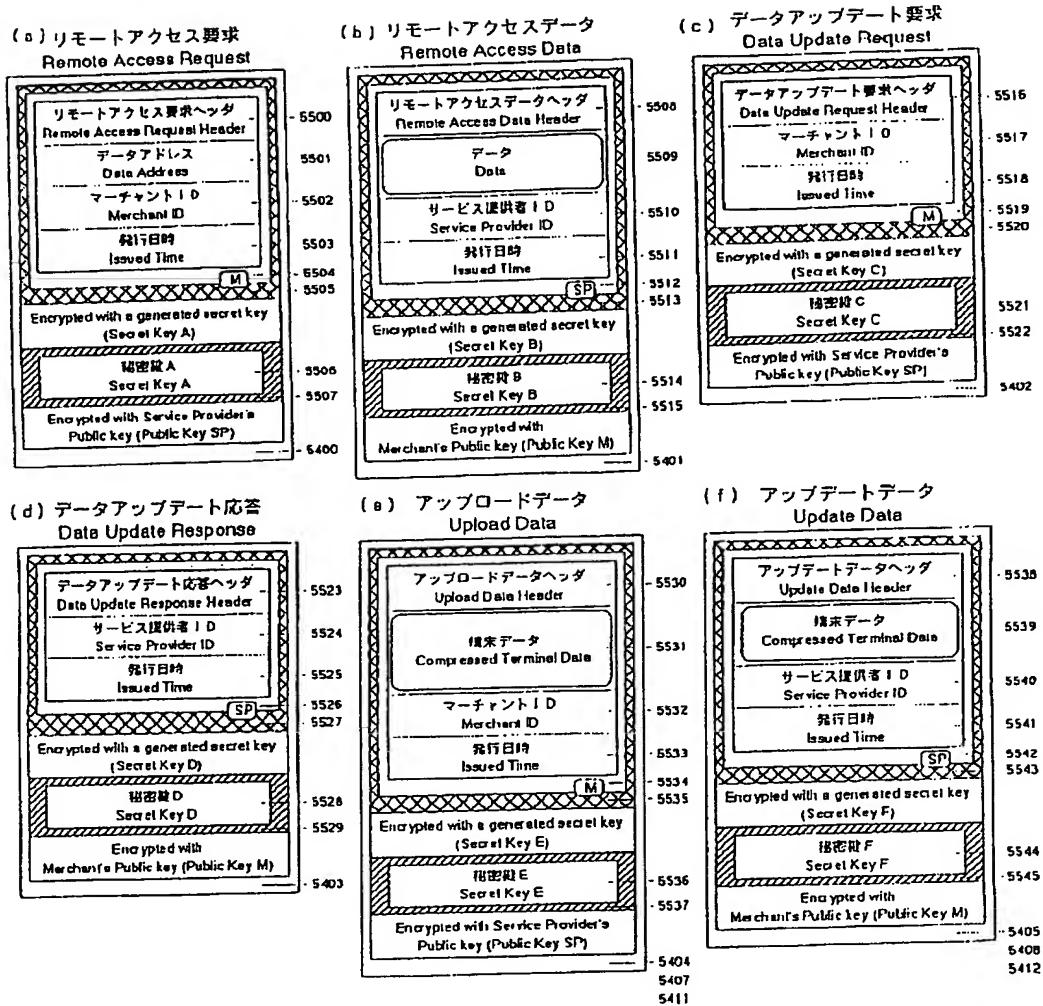 (a) リモートアクセス要求
Remote Access Request
リモートアクセス要求ヘッダ
Remote Access Request Header
データアドレス
Data Address
マーチャントID
Merchant ID
発行日時
Issued Time
M
Encrypted with a generated secret key
(Secret Key A)
秘密鍵A
Secret Key A
Encrypted with Service Provider's
Public key (Public Key SP)
5500
5501
5502
5503
5504
5505
5506
5507
5400
(b) リモートアクセスデータ
Remote Access Data
リモートアクセスデータヘッダ
Remote Access Data Header
データ
Data
サービス提供者ID
Service Provider ID
発行日時
Issued Time
SP
Encrypted with a generated secret key
(Secret Key B)
秘密鍵B
Secret Key B
Encrypted with
Merchant's Public key (Public Key M)
5508
5509
5510
5511
5512
5513
5514
5515
5401
(c) データアップデート要求
Data Update Request
データアップデート要求ヘッダ
Data Update Request Header
マーチャントID
Merchant ID
発行日時
Issued Time
M
Encrypted with a generated secret key
(Secret Key C)
秘密鍵C
Secret Key C
Encrypted with Service Provider's
Public key (Public Key SP)
5516
5517
5518
5519
5520
5521
5522
5402
(d) データアップデート応答
Data Update Response
データアップデート応答ヘッダ
Data Update Response Header
サービス提供者ID
Service Provider ID
発行日時
Issued Time
SP
Encrypted with a generated secret key
(Secret Key D)
秘密鍵D
Secret Key D
Encrypted with
Merchant's Public key (Public Key M)
5523
5524
5525
5526
5527
5528
5529
5403
(e) アップロードデータ
Upload Data
アップロードデータヘッダ
Upload Data Header
端末データ
Compressed Terminal Data
マーチャントID
Merchant ID
発行日時
Issued Time
M
Encrypted with a generated secret key
(Secret Key E)
秘密鍵E
Secret Key E
Encrypted with Service Provider's
Public key (Public Key SP)
5530
5531
5532
5533
5534
5535
5536
5537
5404
5407
5411
(f) アップデートデータ
Update Data
アップデートデータヘッダ
Update Data Header
端末データ
Compressed Terminal Data
サービス提供者ID
Service Provider ID
発行日時
Issued Time
SP
Encrypted with a generated secret key
(Secret Key F)
秘密鍵F
Secret Key F
Encrypted with
Merchant's Public key (Public Key M)
5538
5539
5540
5541
5542
5543
5544
5545
5405
5408
5412